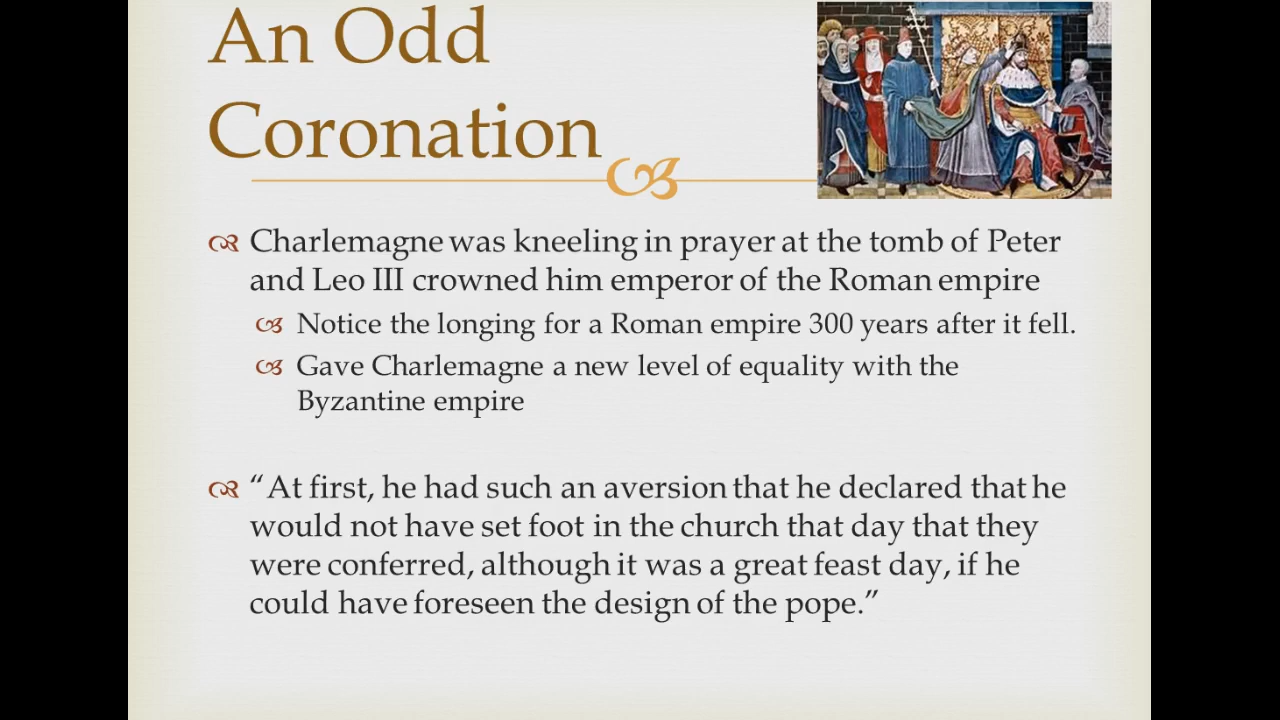 An Odd
Coronation
Charlemagne was kneeling in prayer at the tomb of Peter
and Leo III crowned him emperor of the Roman empire
Notice the longing for a Roman empire 300 years after it fell.
Gave Charlemagne a new level of equality with the
Byzantine empire
“At first, he had such an aversion that he declared that he
would not have set foot in the church that day that they
were conferred, although it was a great feast day, if he
could have foreseen the design of the pope.”